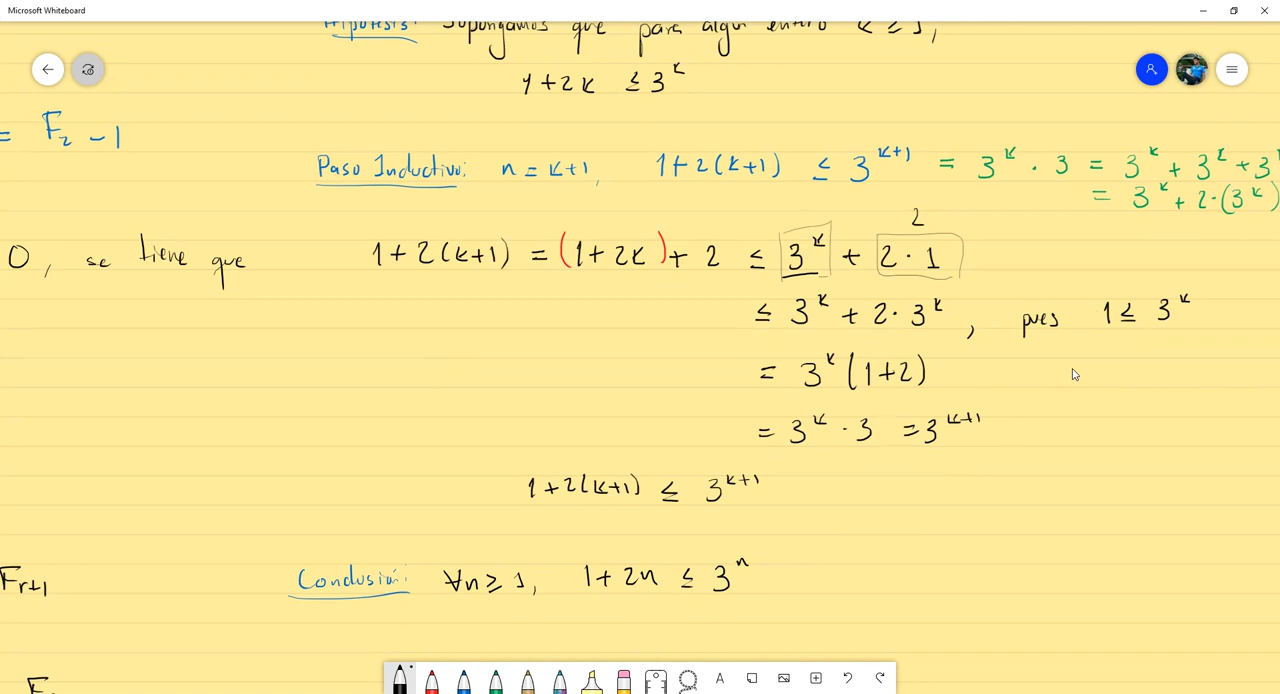 Microsoft Whiteboard
Hipótesis: Supongamos que para algún entero k ≤ 1,
1+2k ≤ 3^k
= F_2 - 1
Paso Inductivo: n = k+1, 1+2(k+1) ≤ 3^{k+1} = 3^k · 3 = 3^k + 3^k + 3^k
= 3^k + 2·(3^k)
2
0, se tiene que 1+2(k+1) = (1+2k) + 2 ≤ 3^k + 2·1
≤ 3^k + 2·3^k, pues 1 ≤ 3^k
= 3^k (1+2)
= 3^k · 3 = 3^{k+1}
1+2(k+1) ≤ 3^{k+1}
F_{r+1} Conclusión: ∀n ≥ 1, 1+2n ≤ 3^n